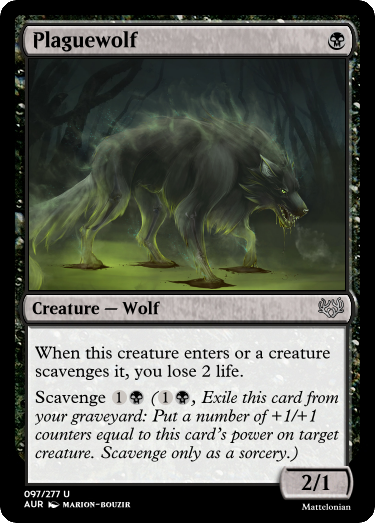 Plaguewolf
Creature — Wolf
When this creature enters or a creature
scavenges it, you lose 2 life.
Scavenge 1 (1, Exile this card from
your graveyard: Put a number of +1/+1
counters equal to this card's power on target
creature. Scavenge only as a sorcery.)
2/1
097/277 U
AUR MARION-BOUZIR
Mattelonian